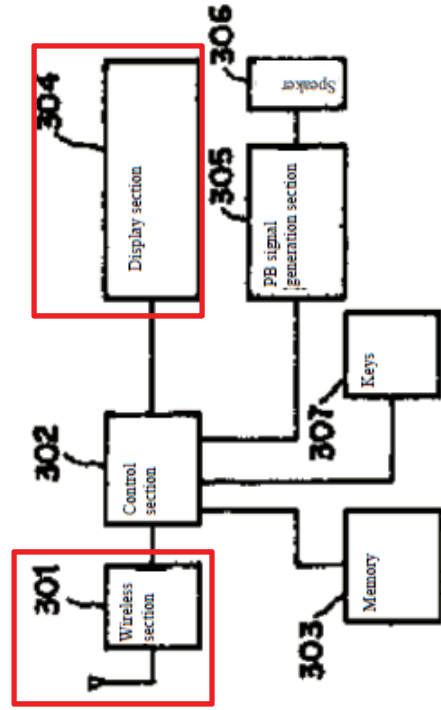 304
Display section
306
Speaker
305
PB signal
generation section
302
Control
section
307
Keys
301
Wireless
section
303
Memory